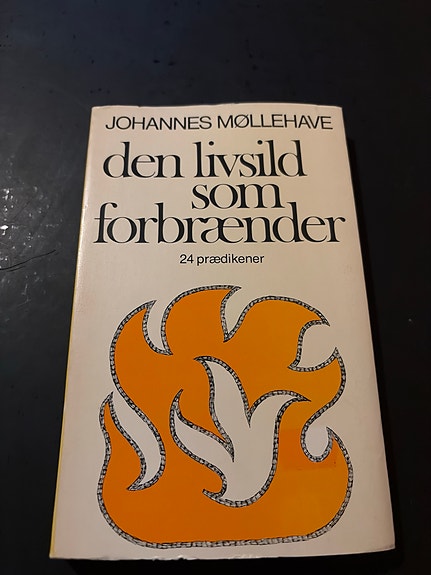 JOHANNES MØLLEHAVE
den livsild
som
forbrænder
24 prædikener